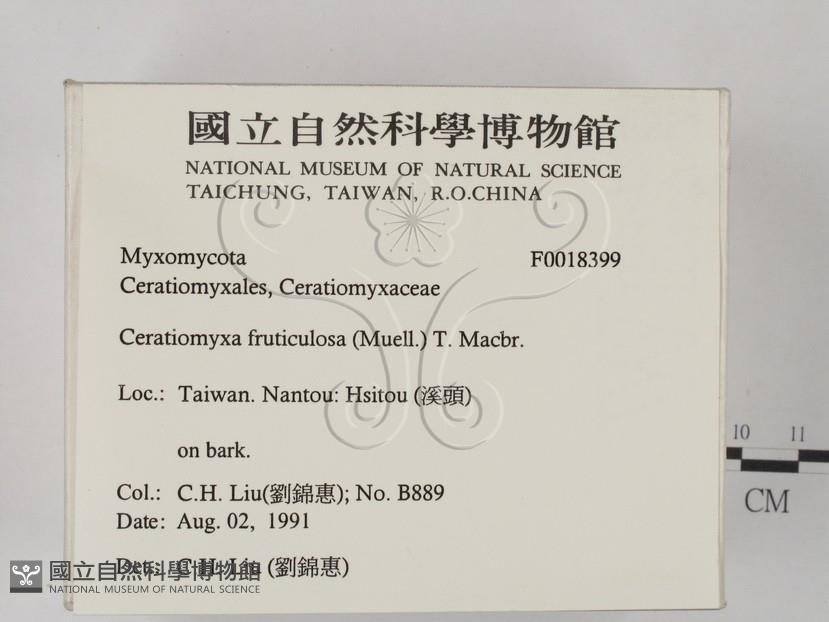 國立自然科學博物館
NATIONAL MUSEUM OF NATURAL SCIENCE
TAICHUNG, TAIWAN, R.O.CHINA
Myxomycota F0018399
Ceratiomyxales, Ceratiomyxaceae
Ceratiomyxa fruticulosa (Muell.) T. Macbr.
Loc.: Taiwan. Nantou: Hsitou (溪頭)
on bark.
10 11
CM
Col.: C.H. Liu(劉錦惠); No. B889
Date: Aug. 02, 1991
Det.: C.H. Liu (劉錦惠)
國立自然科學博物館
NATIONAL MUSEUM OF NATURAL SCIENCE